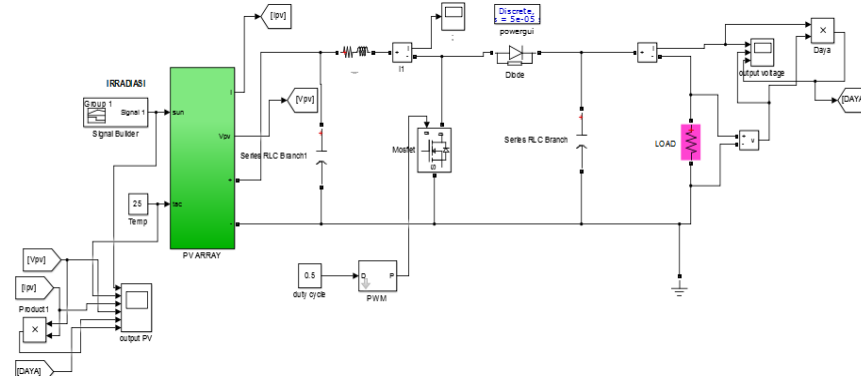 [Ipv]
Discrete,
s = 5e-05
powergui
Daya
output voltage
[DAYA
IRRADIASI
Group 1
Signal 1
Signal Builder
sun
I
[Vpv]
Vpv
+
-
I1
Diode
Series RLC Branch1
Mosfet
Series RLC Branch
LOAD
v
25
Temp
tec
PV ARRAY
[Vpv]
[Ipv]
Product1
output PV
[DAYA]
0.5
duty cycle
D
P
PWM